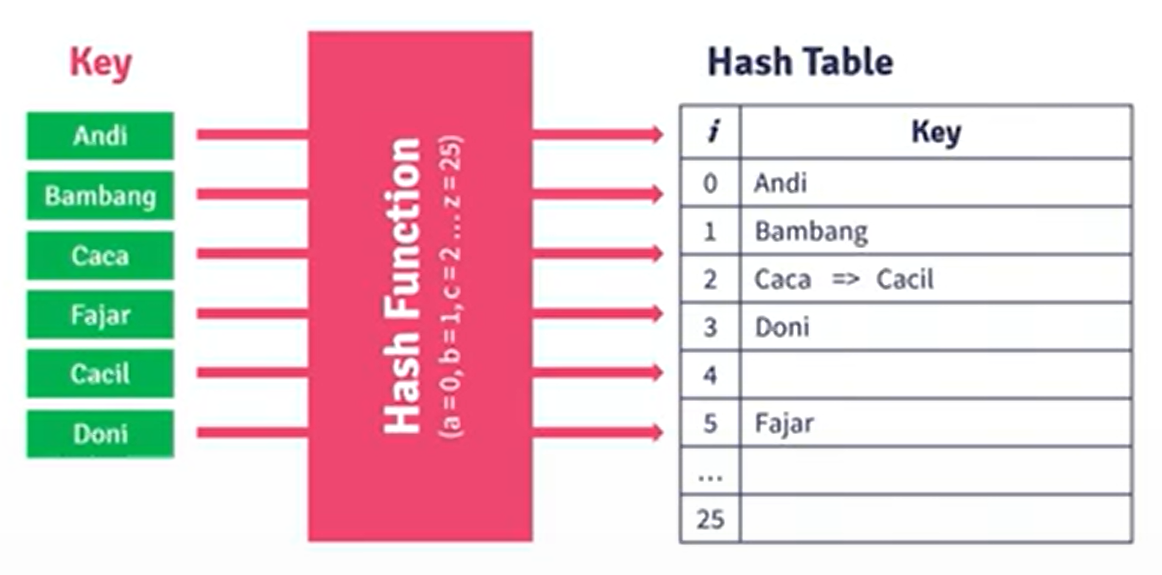 Key
Andi
Bambang
Caca
Fajar
Cacil
Doni
Hash Function
(a = 0, b = 1, c = 2 ... z = 25)
Hash Table
i Key
0 Andi
1 Bambang
2 Caca => Cacil
3 Doni
4
5 Fajar
...
25